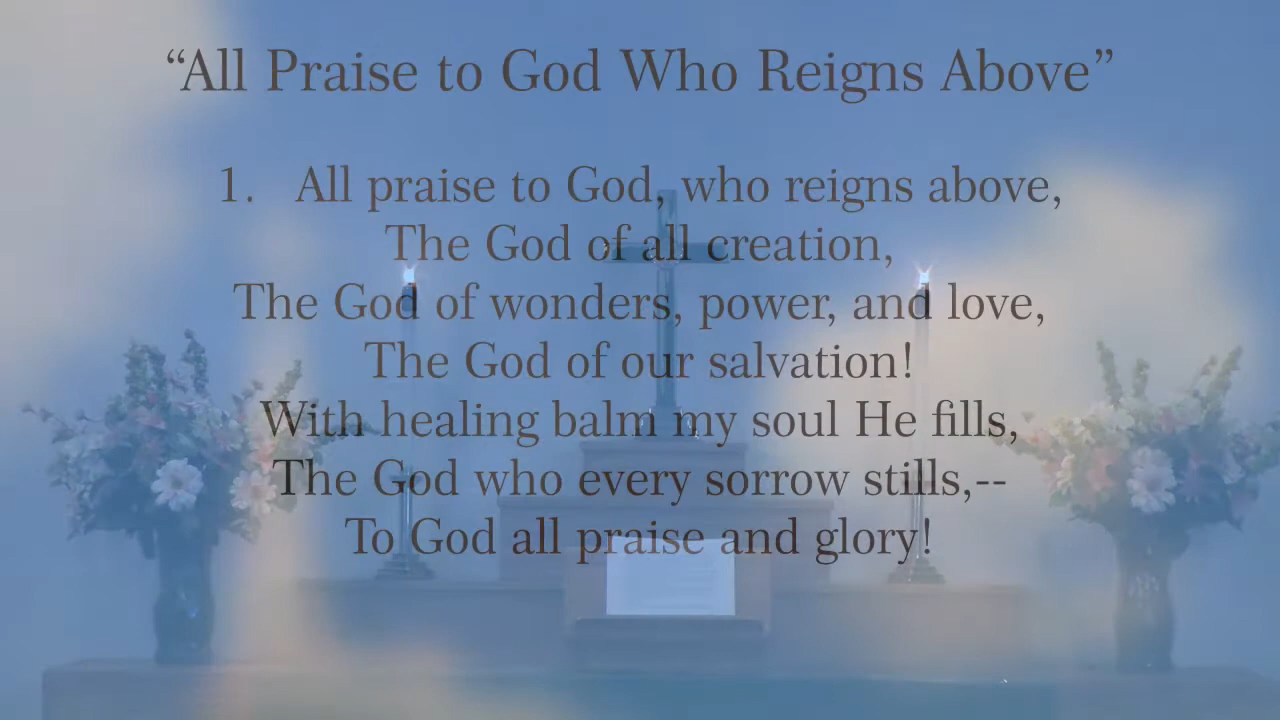 “All Praise to God Who Reigns Above”
1. All praise to God, who reigns above,
The God of all creation,
The God of wonders, power, and love,
The God of our salvation!
With healing balm my soul He fills,
The God who every sorrow stills,--
To God all praise and glory!